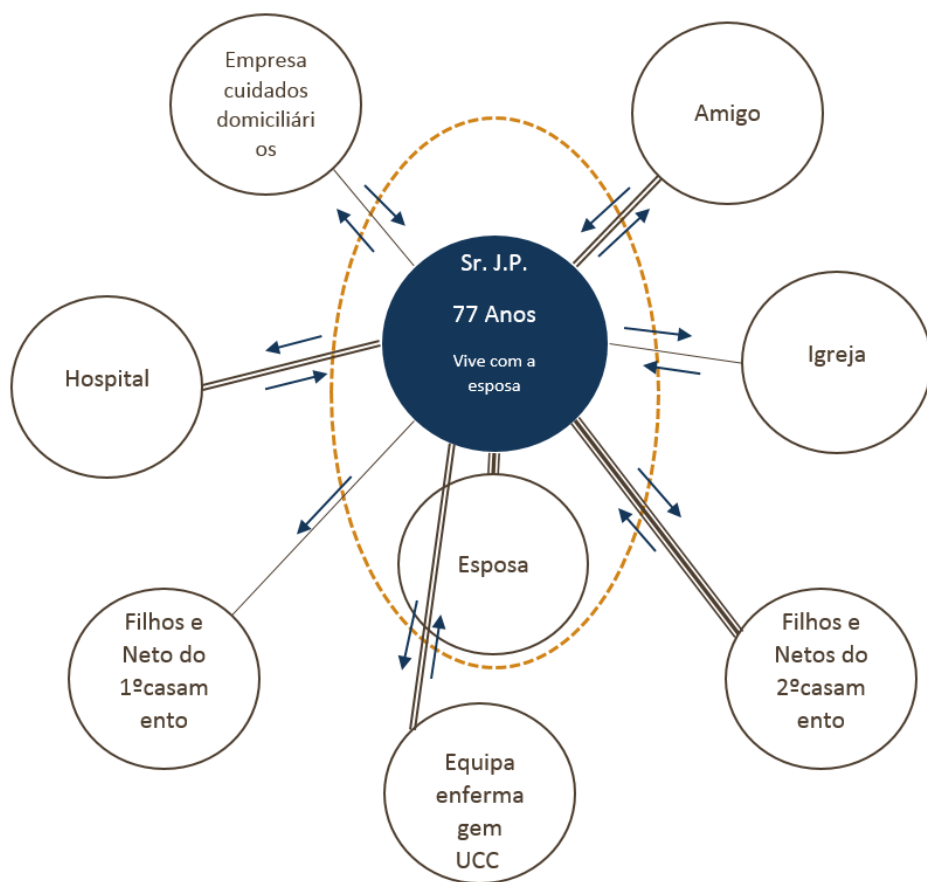 Empresa
cuidados
domiciliári
os
Amigo
Sr. J.P.
77 Anos
Vive com a
esposa
Hospital
Igreja
Esposa
Filhos e
Neto do
1ºcasam
ento
Filhos e
Netos do
2ºcasam
ento
Equipa
enferma
gem
UCC